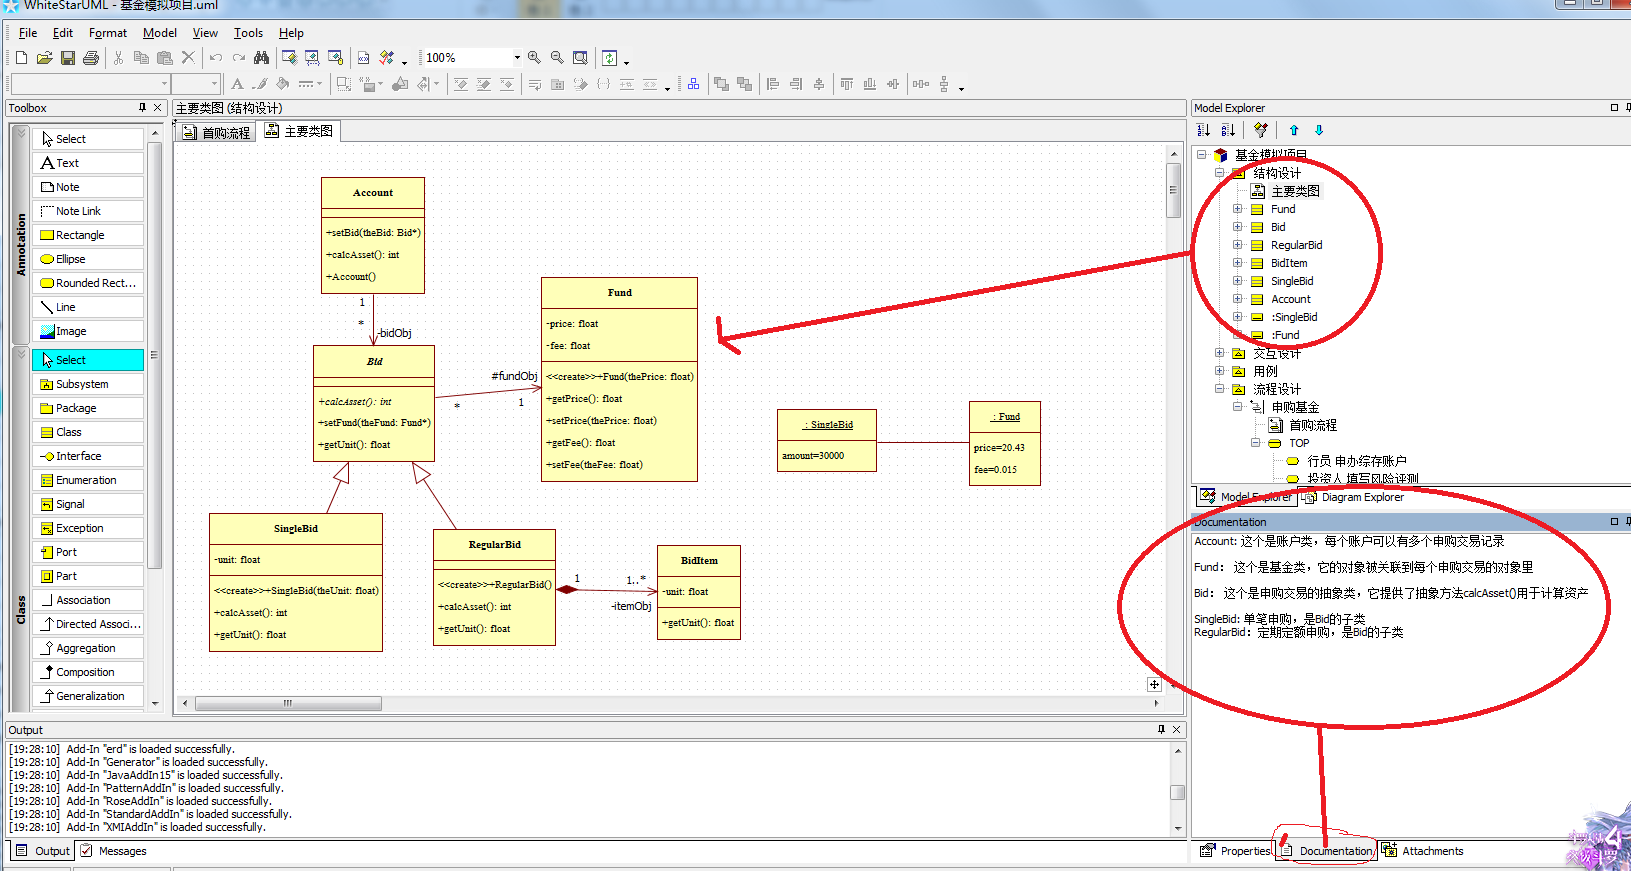 WhiteStarUML - 基金模拟项目.uml
File Edit Format Model View Tools Help
100%
Toolbox
主要类图 (结构设计)
Model Explorer
首购流程
主要类图
Annotation
Select
Text
Note
Note Link
Rectangle
Ellipse
Rounded Rect...
Line
Image
Class
Select
Subsystem
Package
Class
Interface
Enumeration
Signal
Exception
Port
Part
Association
Directed Associ...
Aggregation
Composition
Generalization
Account
+setBid(theBid: Bid*)
+calcAsset(): int
+Account()
1
*
-bidObj
Bid
+calcAsset(): int
+setFund(theFund: Fund*)
+getUnit(): float
#fundObj
*
1
Fund
-price: float
-fee: float
<<create>>+Fund(thePrice: float)
+getPrice(): float
+setPrice(thePrice: float)
+getFee(): float
+setFee(theFee: float)
: SingleBid
amount=30000
: Fund
price=20.43
fee=0.015
SingleBid
-unit: float
<<create>>+SingleBid(theUnit: float)
+calcAsset(): int
+getUnit(): float
RegularBid
<<create>>+RegularBid()
+calcAsset(): int
+getUnit(): float
1
1..*
-itemObj
BidItem
-unit: float
+getUnit(): float
基金模拟项目
结构设计
主要类图
Fund
Bid
RegularBid
BidItem
SingleBid
Account
:SingleBid
:Fund
交互设计
用例
流程设计
申购基金
首购流程
TOP
行员 申办综存账户
投资人 填写风险评测
Model Explorer
Diagram Explorer
Documentation
Account: 这个是账户类，每个账户可以有多个申购交易记录
Fund： 这个是基金类，它的对象被关联到每个申购交易的对象里
Bid： 这个是申购交易的抽象类，它提供了抽象方法calcAsset()用于计算资产
SingleBid: 单笔申购，是Bid的子类
RegularBid： 定期定额申购，是Bid的子类
Properties
Documentation
Attachments
Output
[19:28:10] Add-In "erd" is loaded successfully.
[19:28:10] Add-In "Generator" is loaded successfully.
[19:28:10] Add-In "JavaAddIn15" is loaded successfully.
[19:28:10] Add-In "PatternAddIn" is loaded successfully.
[19:28:10] Add-In "RoseAddIn" is loaded successfully.
[19:28:10] Add-In "StandardAddIn" is loaded successfully.
[19:28:10] Add-In "XMIAddIn" is loaded successfully.
Output
Messages